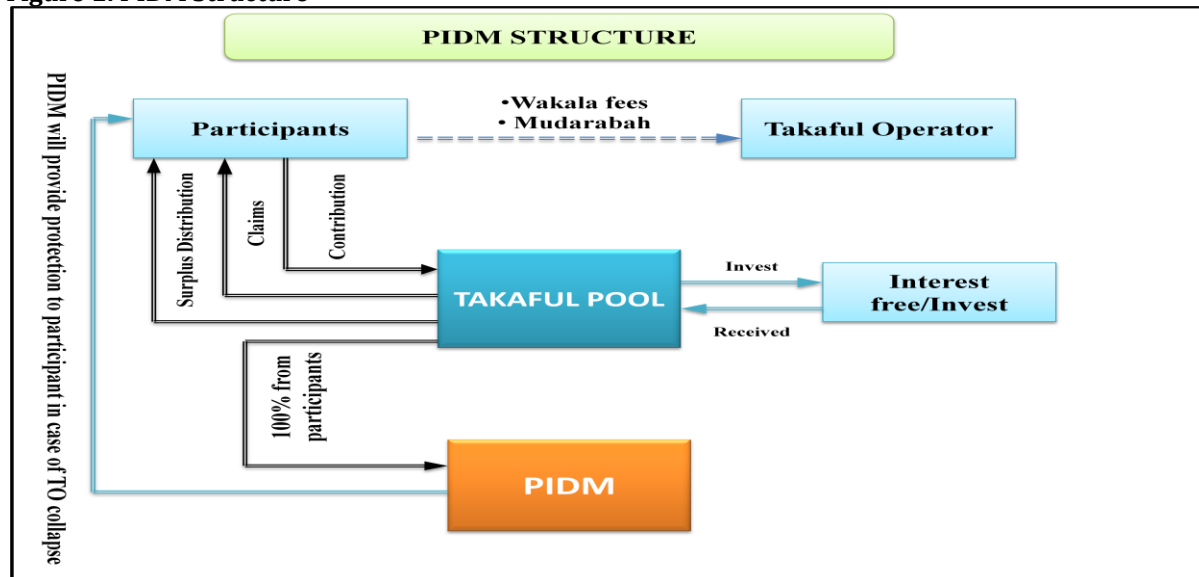 PIDM STRUCTURE
PIDM will provide protection to participant in case of TO collapse
Participants
•Wakala fees
• Mudarabah
Takaful Operator
Surplus Distribution
Claims
Contribution
TAKAFUL POOL
Invest
Received
Interest
free/Invest
100% from
participants
PIDM